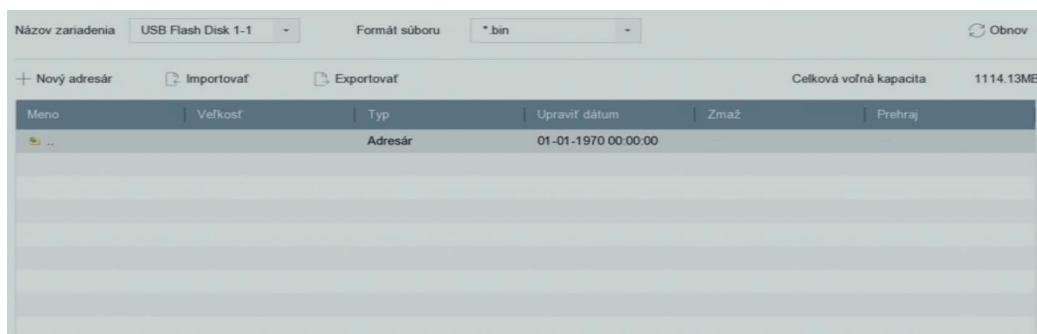 Názov zariadenia USB Flash Disk 1-1 Formát súboru *.bin Obnov
Nový adresár Importovať Exportovať Celková voľná kapacita 1114.13MB
Meno Veľkosť Typ Upraviť dátum Zmaž Prehraj
.. Adresár 01-01-1970 00:00:00